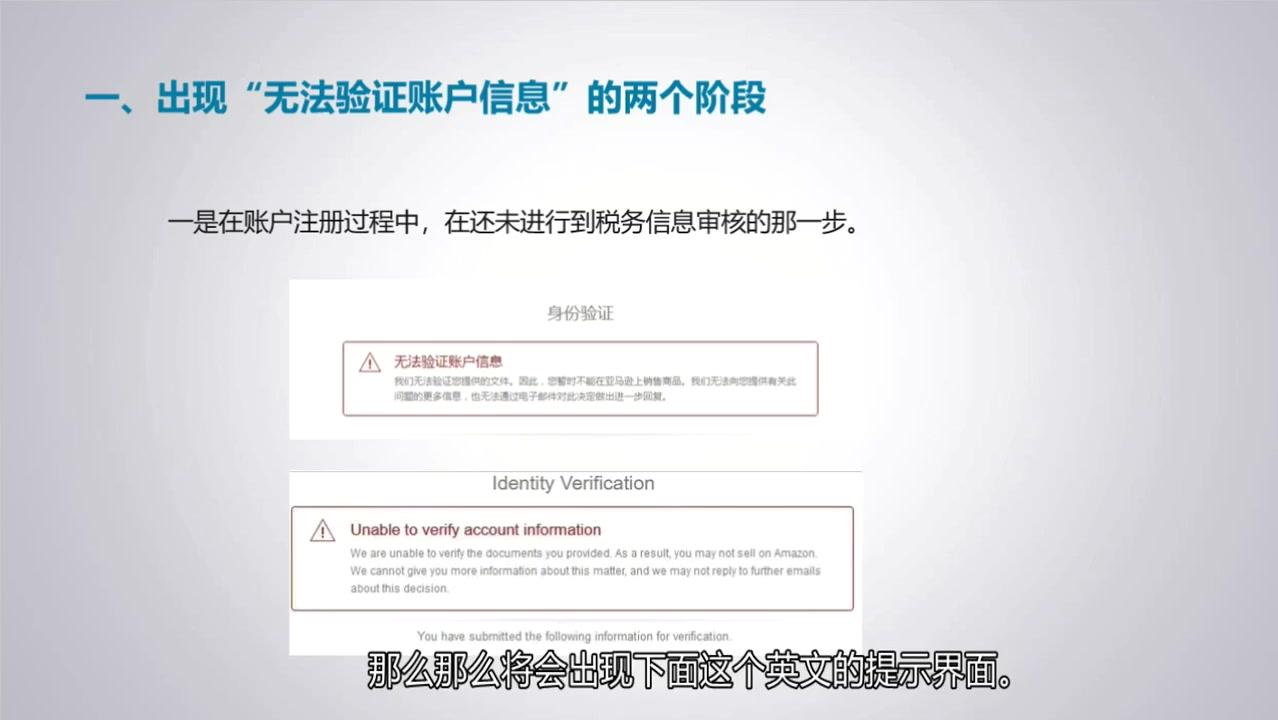 一、出现“无法验证账户信息”的两个阶段
一是在账户注册过程中，在还未进行到税务信息审核的那一步。
身份验证
无法验证账户信息
我们无法验证您提供的文件。因此，您暂时不能在亚马逊上销售商品。我们无法向您提供有关此
问题的更多信息，也无法通过电子邮件对此决定做出进一步回复。
Identity Verification
Unable to verify account information
We are unable to verify the documents you provided. As a result, you may not sell on Amazon.
We cannot give you more information about this matter, and we may not reply to further emails
about this decision.
You have submitted the following information for verification.
那么那么将会出现下面这个英文的提示界面。